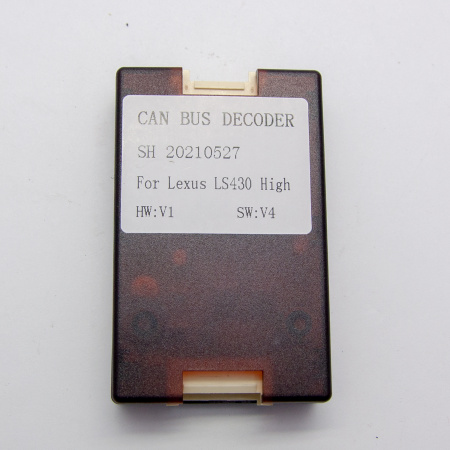 CAN BUS DECODER
SH 20210527
For Lexus LS430 High
HW:V1 SW:V4